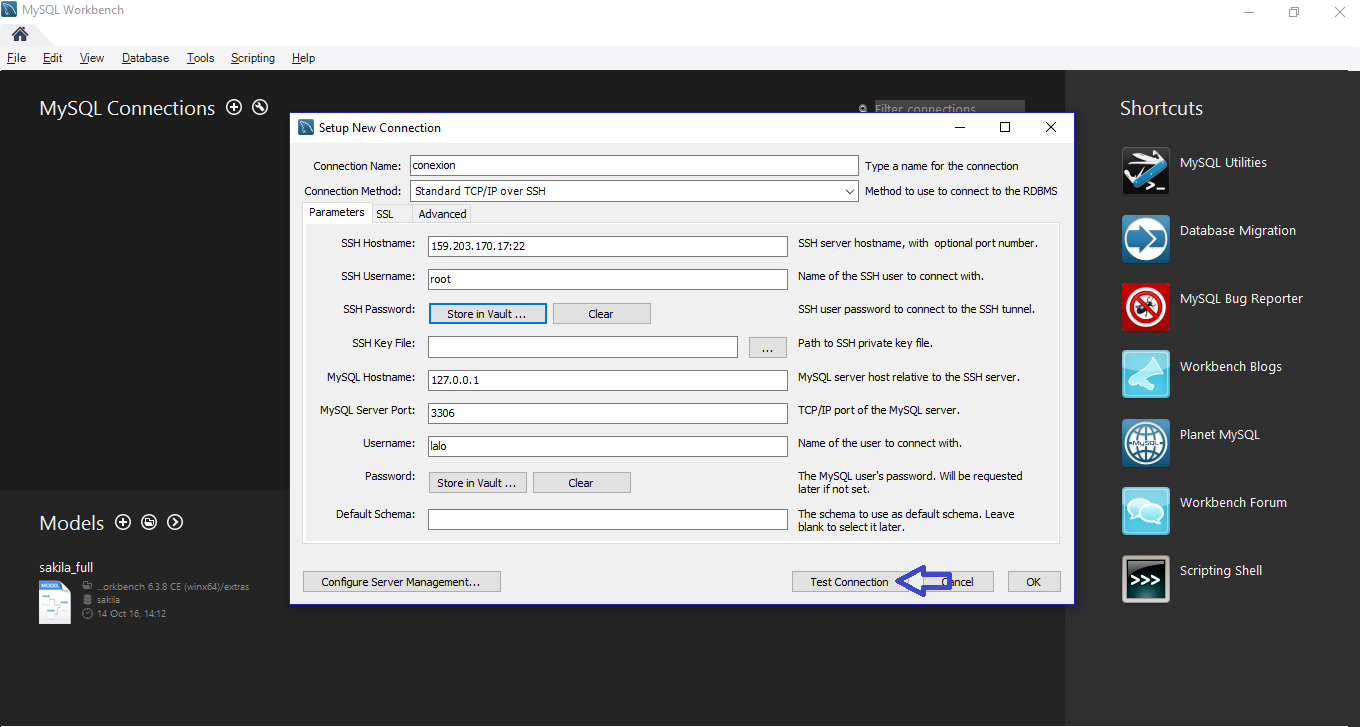 MySQL Workbench
File Edit View Database Tools Scripting Help
MySQL Connections
Filter connections
Shortcuts
MySQL Utilities
Database Migration
MySQL Bug Reporter
Workbench Blogs
MySQL
Planet MySQL
Workbench Forum
Scripting Shell
Setup New Connection
Connection Name: conexion Type a name for the connection
Connection Method: Standard TCP/IP over SSH Method to use to connect to the RDBMS
Parameters SSL Advanced
SSH Hostname: 159.203.170.17:22 SSH server hostname, with optional port number.
SSH Username: root Name of the SSH user to connect with.
SSH Password: Store in Vault ... Clear SSH user password to connect to the SSH tunnel.
SSH Key File: ... Path to SSH private key file.
MySQL Hostname: 127.0.0.1 MySQL server host relative to the SSH server.
MySQL Server Port: 3306 TCP/IP port of the MySQL server.
Username: lalo Name of the user to connect with.
Password: Store in Vault ... Clear The MySQL user's password. Will be requested
later if not set.
Default Schema: The schema to use as default schema. Leave
blank to select it later.
Configure Server Management... Test Connection Cancel OK
Models
sakila_full
MODEL
...orkbench 6.3.8 CE (winx64)/extras
sakila
14 Oct 16, 14:12